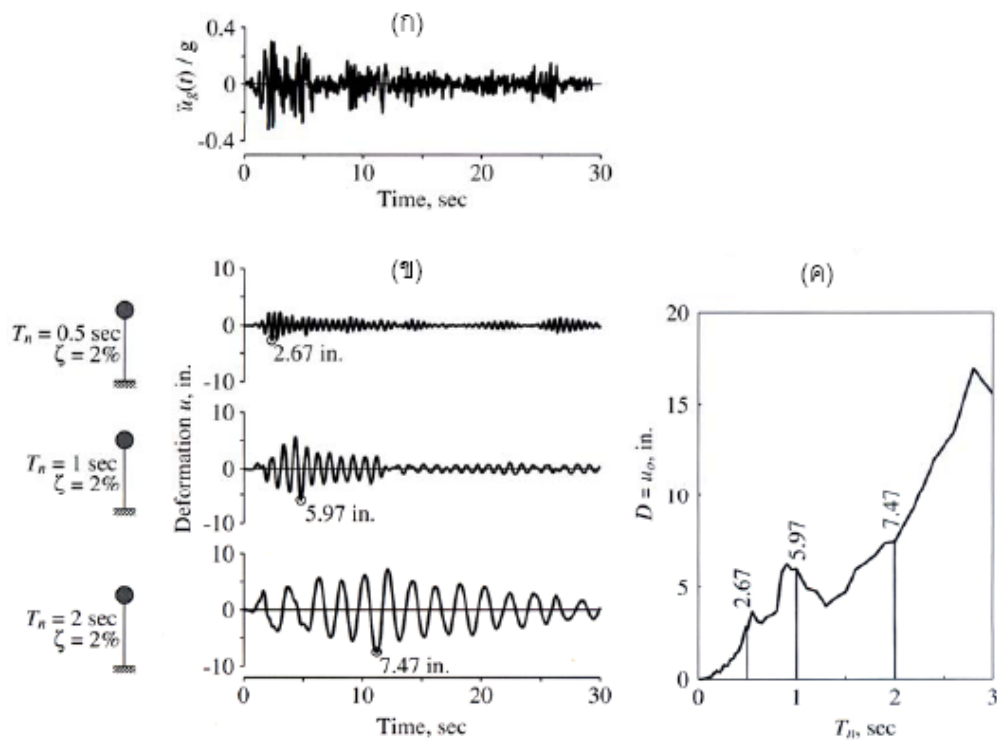 (ก)
0.4
0
-0.4
ü_g(t) / g
0 10 20 30
Time, sec
(ข)
T_n = 0.5 sec
ζ = 2%
10
0
-10
2.67 in.
T_n = 1 sec
ζ = 2%
10
0
-10
5.97 in.
T_n = 2 sec
ζ = 2%
10
0
-10
7.47 in.
Deformation u, in.
0 10 20 30
Time, sec
(ค)
20
15
10
5
0
D = u_o, in.
2.67
5.97
7.47
0 1 2 3
T_n, sec